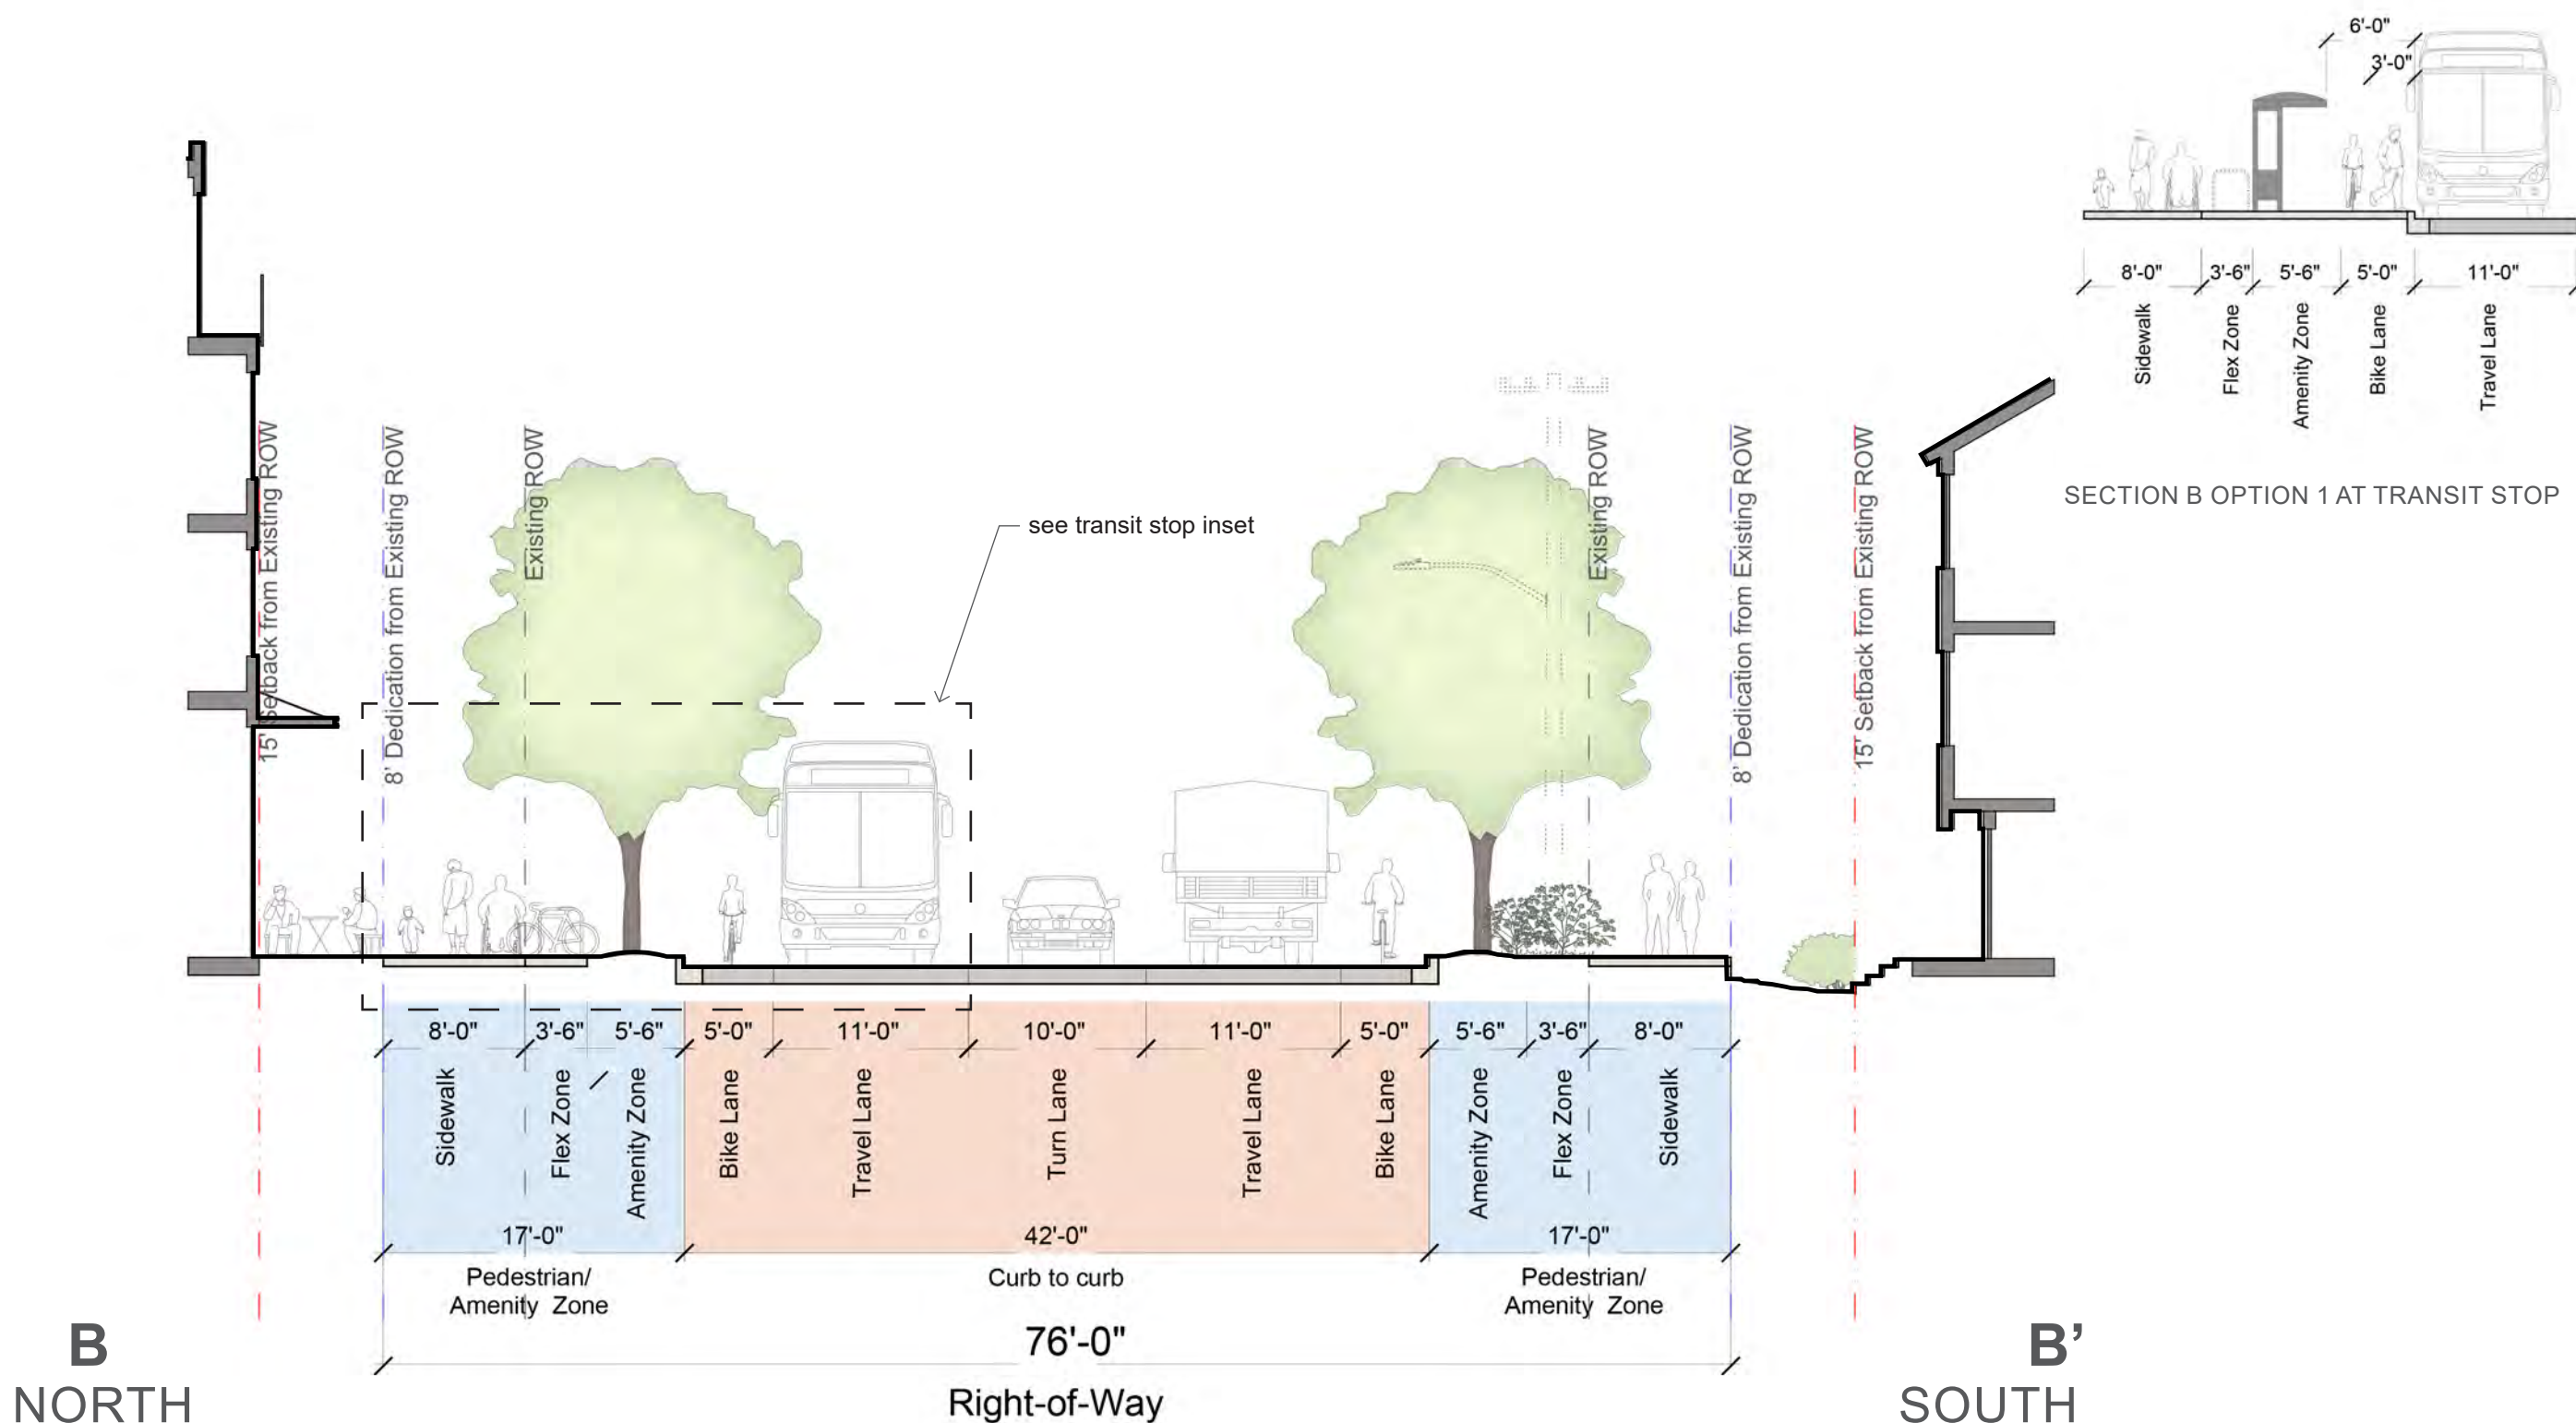 6'-0"
3'-0"
8'-0" 3'-6" 5'-6" 5'-0" 11'-0"
Sidewalk
Flex Zone
Amenity Zone
Bike Lane
Travel Lane
SECTION B OPTION 1 AT TRANSIT STOP
15' Setback from Existing ROW
8' Dedication from Existing ROW
Existing ROW
see transit stop inset
Existing ROW
8' Dedication from Existing ROW
15' Setback from Existing ROW
8'-0" 3'-6" 5'-6" 5'-0" 11'-0" 10'-0" 11'-0" 5'-0" 5'-6" 3'-6" 8'-0"
Sidewalk
Flex Zone
Amenity Zone
Bike Lane
Travel Lane
Turn Lane
Travel Lane
Bike Lane
Amenity Zone
Flex Zone
Sidewalk
17'-0" 42'-0" 17'-0"
Pedestrian/
Amenity Zone
Curb to curb
Pedestrian/
Amenity Zone
76'-0"
Right-of-Way
B
NORTH
B’
SOUTH